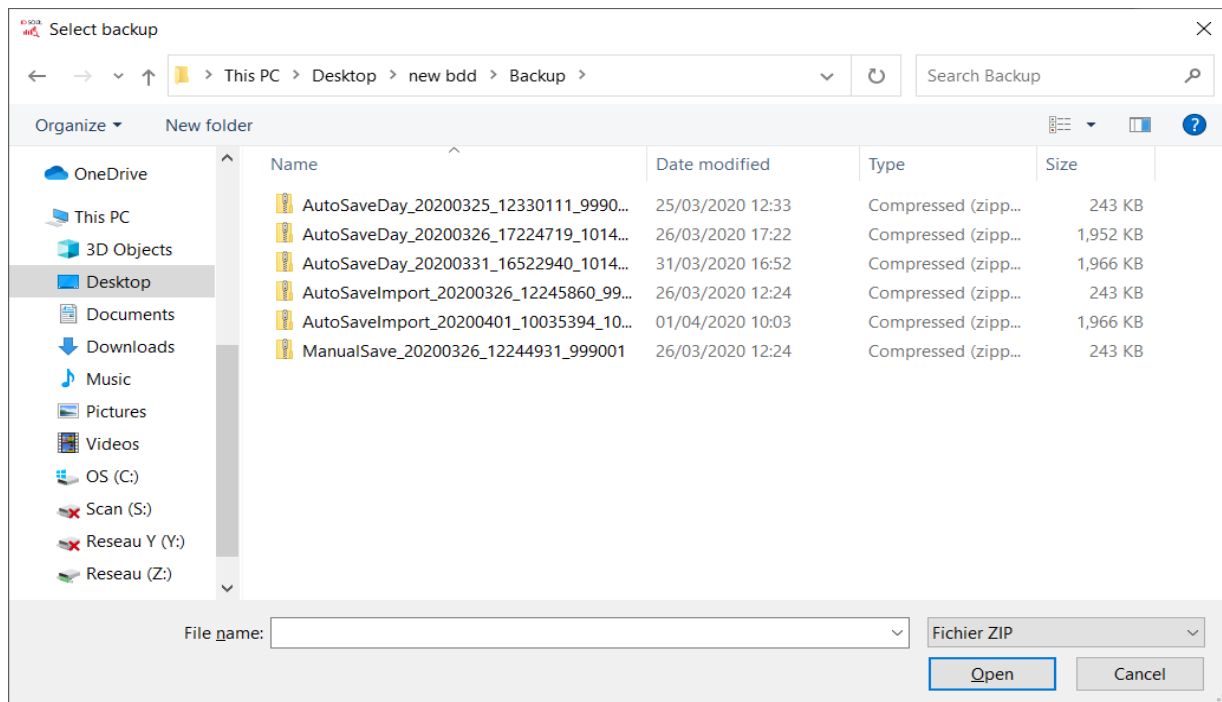 Select backup
This PC > Desktop > new bdd > Backup >
Search Backup
Organize
New folder
?
Name Date modified Type Size
OneDrive
This PC
3D Objects
Desktop
Documents
Downloads
Music
Pictures
Videos
OS (C:)
Scan (S:)
Reseau Y (Y:)
Reseau (Z:)
AutoSaveDay_20200325_12330111_9990... 25/03/2020 12:33 Compressed (zipp... 243 KB
AutoSaveDay_20200326_17224719_1014... 26/03/2020 17:22 Compressed (zipp... 1,952 KB
AutoSaveDay_20200331_16522940_1014... 31/03/2020 16:52 Compressed (zipp... 1,966 KB
AutoSaveImport_20200326_12245860_99... 26/03/2020 12:24 Compressed (zipp... 243 KB
AutoSaveImport_20200401_10035394_10... 01/04/2020 10:03 Compressed (zipp... 1,966 KB
ManualSave_20200326_12244931_999001 26/03/2020 12:24 Compressed (zipp... 243 KB
File name:
Fichier ZIP
Open Cancel